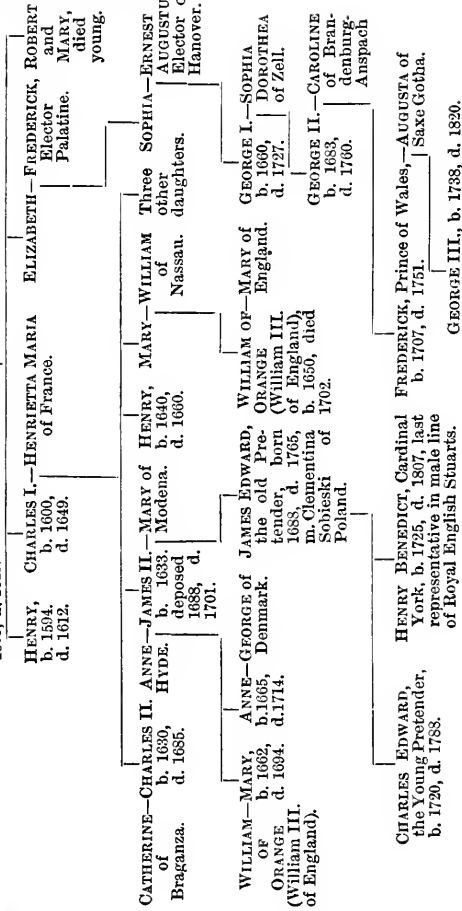 HENRY,
b. 1594.
d. 1612.
CHARLES I.—HENRIETTA MARIA
b. 1600, of France.
d. 1649.
ELIZABETH—FREDERICK,
Elector
Palatine.
ROBERT
and
MARY,
died
young.
CATHERINE—CHARLES II.
of b. 1630,
Braganza. d. 1685.
ANNE—JAMES II.—MARY of
HYDE. b. 1633. Modena.
deposed
1688, d.
1701.
HENRY,
b. 1640,
d. 1660.
MARY—WILLIAM
of
Nassau.
Three
other
daughters.
SOPHIA—ERNEST
AUGUSTU
Elector o
Hanover.
WILLIAM—MARY,
OF b. 1662,
ORANGE d. 1694.
(William III.
of England).
ANNE—GEORGE of
b.1665, Denmark.
d.1714.
JAMES EDWARD,
the old Pre-
tender, born
1688, d. 1765,
m. Clementina
Sobieski of
Poland.
WILLIAM OF—MARY of
ORANGE England.
(William III.
of England),
b. 1650, died
1702.
GEORGE I.—SOPHIA
b. 1660, DOROTHEA
d. 1727. of Zell.
GEORGE II.—CAROLINE
b. 1683, of Bran-
d. 1760. denburg-
Anspach
CHARLES EDWARD,
the Young Pretender,
b. 1720, d. 1788.
HENRY BENEDICT, Cardinal
York, b. 1725, d. 1807, last
representative in male line
of Royal English Stuarts.
FREDERICK, Prince of Wales,—AUGUSTA of
b. 1707, d. 1751. Saxe Gotha.
GEORGE III., b. 1738, d. 1820.